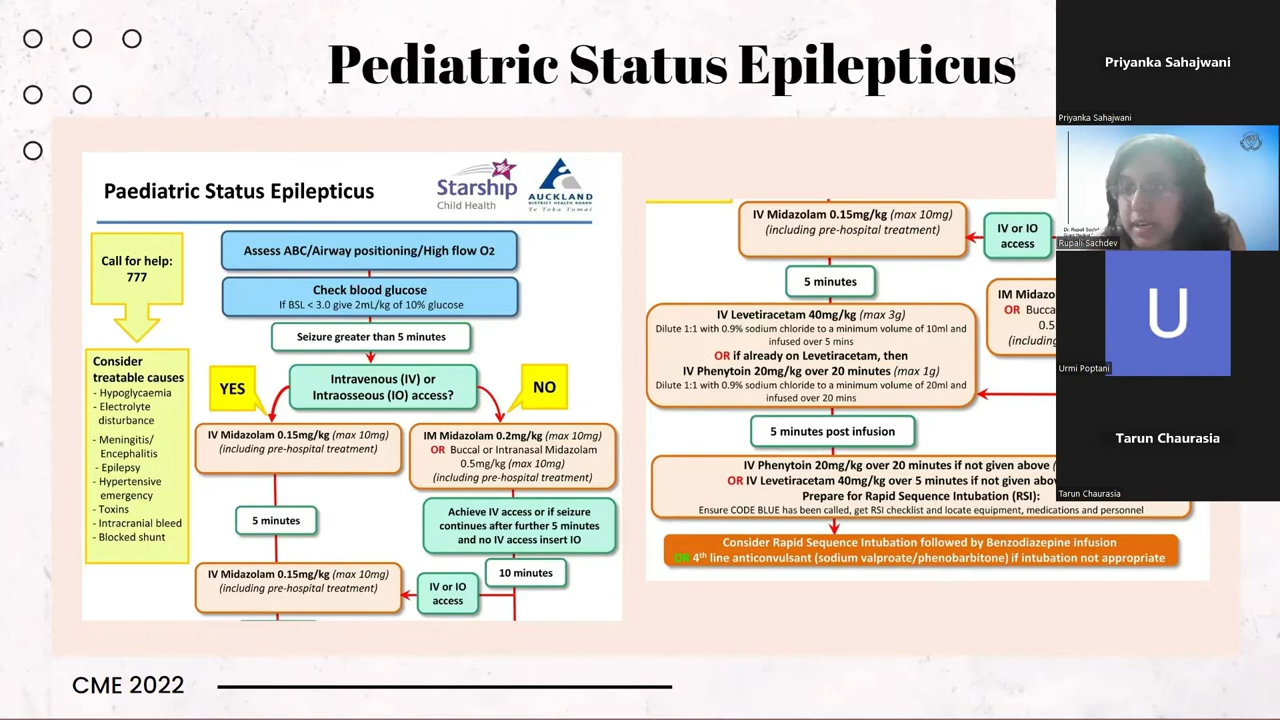 Pediatric Status Epilepticus
Paediatric Status Epilepticus
Starship
Child Health
AUCKLAND
DISTRICT HEALTH BOARD
Te Toka Tumai
Call for help:
777
Assess ABC/Airway positioning/High flow O2
Check blood glucose
If BSL < 3.0 give 2mL/kg of 10% glucose
Seizure greater than 5 minutes
Consider
treatable causes
- Hypoglycaemia
- Electrolyte
disturbance
- Meningitis/
Encephalitis
- Epilepsy
- Hypertensive
emergency
- Toxins
- Intracranial bleed
- Blocked shunt
YES
Intravenous (IV) or
Intraosseous (IO) access?
NO
IV Midazolam 0.15mg/kg (max 10mg)
(including pre-hospital treatment)
IM Midazolam 0.2mg/kg (max 10mg)
OR Buccal or Intranasal Midazolam
0.5mg/kg (max 10mg)
(including pre-hospital treatment)
5 minutes
Achieve IV access or if seizure
continues after further 5 minutes
and no IV access insert IO
10 minutes
IV Midazolam 0.15mg/kg (max 10mg)
(including pre-hospital treatment)
IV or IO
access
IV Midazolam 0.15mg/kg (max 10mg)
(including pre-hospital treatment)
IV or IO
access
5 minutes
IM Midazo
OR Bucca
0.5
(including
IV Levetiracetam 40mg/kg (max 3g)
Dilute 1:1 with 0.9% sodium chloride to a minimum volume of 10ml and
infused over 5 mins
OR if already on Levetiracetam, then
IV Phenytoin 20mg/kg over 20 minutes (max 1g)
Dilute 1:1 with 0.9% sodium chloride to a minimum volume of 20ml and
infused over 20 mins
5 minutes post infusion
IV Phenytoin 20mg/kg over 20 minutes if not given above (
OR IV Levetiracetam 40mg/kg over 5 minutes if not given abov
Prepare for Rapid Sequence Intubation (RSI):
Ensure CODE BLUE has been called, get RSI checklist and locate equipment, medications and personnel
Consider Rapid Sequence Intubation followed by Benzodiazepine infusion
OR 4th line anticonvulsant (sodium valproate/phenobarbitone) if intubation not appropriate
CME 2022
Priyanka Sahajwani
Priyanka Sahajwani
Dr. Rupali Sach
Rupali Sachdev
U
Urmi Poptani
Tarun Chaurasia
Tarun Chaurasia